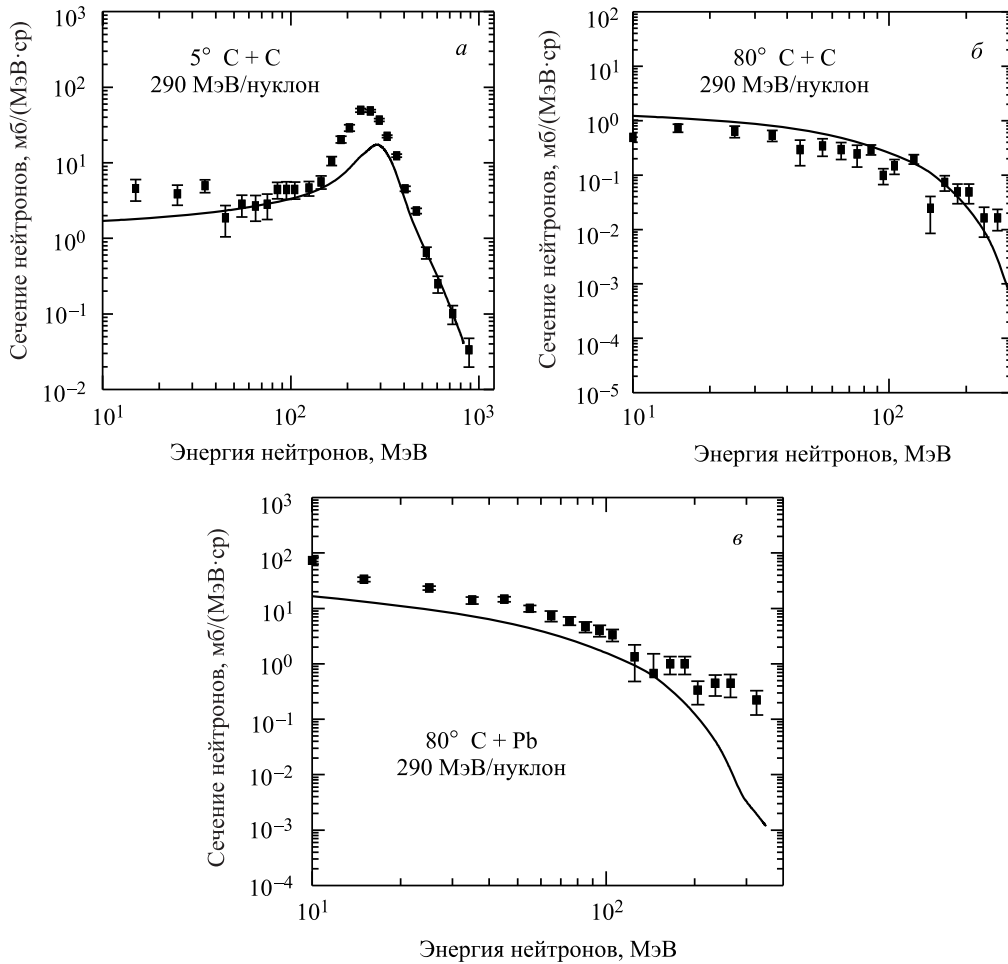 Сечение нейтронов, мб/(МэВ·ср)
10³
10²
10¹
10⁰
10⁻¹
10⁻²
5° C + C
290 МэВ/нуклон
а
10¹
10²
10³
Энергия нейтронов, МэВ
Сечение нейтронов, мб/(МэВ·ср)
10²
10¹
10⁰
10⁻¹
10⁻²
10⁻³
10⁻⁴
10⁻⁵
80° C + C
290 МэВ/нуклон
б
10¹
10²
Энергия нейтронов, МэВ
Сечение нейтронов, мб/(МэВ·ср)
10³
10²
10¹
10⁰
10⁻¹
10⁻²
10⁻³
10⁻⁴
в
80° C + Pb
290 МэВ/нуклон
10¹
10²
Энергия нейтронов, МэВ